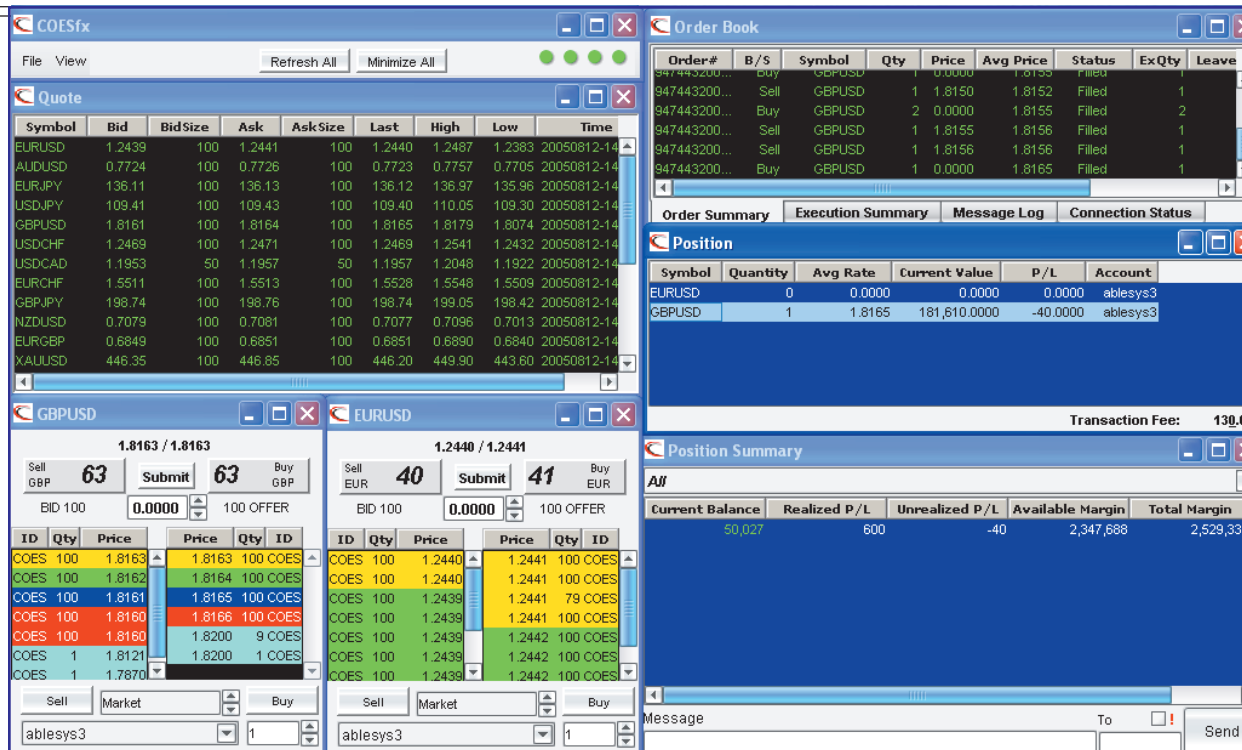 COESfx
File View Refresh All Minimize All
Quote
Symbol Bid BidSize Ask AskSize Last High Low Time
EURUSD 1.2439 100 1.2441 100 1.2440 1.2487 1.2383 20050812-14
AUDUSD 0.7724 100 0.7726 100 0.7723 0.7757 0.7705 20050812-14
EURJPY 136.11 100 136.13 100 136.12 136.97 135.96 20050812-14
USDJPY 109.41 100 109.43 100 109.40 110.05 109.30 20050812-14
GBPUSD 1.8161 100 1.8164 100 1.8165 1.8179 1.8074 20050812-14
USDCHF 1.2469 100 1.2471 100 1.2469 1.2541 1.2432 20050812-14
USDCAD 1.1953 50 1.1957 50 1.1957 1.2048 1.1922 20050812-14
EURCHF 1.5511 100 1.5513 100 1.5528 1.5548 1.5509 20050812-14
GBPJPY 198.74 100 198.76 100 198.74 199.05 198.42 20050812-14
NZDUSD 0.7079 100 0.7081 100 0.7077 0.7096 0.7013 20050812-14
EURGBP 0.6849 100 0.6851 100 0.6851 0.6890 0.6840 20050812-14
XAUUSD 446.35 100 446.85 100 446.20 449.90 443.60 20050812-14
GBPUSD
1.8163 / 1.8163
Sell GBP 63 Submit 63 Buy GBP
BID 100 0.0000 100 OFFER
ID Qty Price Price Qty ID
COES 100 1.8163 1.8163 100 COES
COES 100 1.8162 1.8164 100 COES
COES 100 1.8161 1.8165 100 COES
COES 100 1.8160 1.8166 100 COES
COES 100 1.8160 1.8200 9 COES
COES 1 1.8121 1.8200 1 COES
COES 1 1.7870
Sell Market Buy
ablesys3 1
EURUSD
1.2440 / 1.2441
Sell EUR 40 Submit 41 Buy EUR
BID 100 0.0000 100 OFFER
ID Qty Price Price Qty ID
COES 100 1.2440 1.2441 100 COES
COES 100 1.2440 1.2441 100 COES
COES 100 1.2439 1.2441 79 COES
COES 100 1.2439 1.2441 100 COES
COES 100 1.2439 1.2442 100 COES
COES 100 1.2439 1.2442 100 COES
COES 100 1.2439 1.2442 100 COES
Sell Market Buy
ablesys3 1
Order Book
Order# B/S Symbol Qty Price Avg Price Status ExQty Leave
947443200... Buy GBPUSD 1 0.0000 1.8155 Filled 1
947443200... Sell GBPUSD 1 1.8150 1.8152 Filled 1
947443200... Buy GBPUSD 2 0.0000 1.8155 Filled 2
947443200... Sell GBPUSD 1 1.8155 1.8156 Filled 1
947443200... Sell GBPUSD 1 1.8156 1.8156 Filled 1
947443200... Buy GBPUSD 1 0.0000 1.8165 Filled 1
Order Summary Execution Summary Message Log Connection Status
Position
Symbol Quantity Avg Rate Current Value P/L Account
EURUSD 0 0.0000 0.0000 0.0000 ablesys3
GBPUSD 1 1.8165 181,610.0000 -40.0000 ablesys3
Transaction Fee: 130.0
Position Summary
All
Current Balance Realized P/L Unrealized P/L Available Margin Total Margin
50,027 600 -40 2,347,688 2,529,33
Message To ! Send